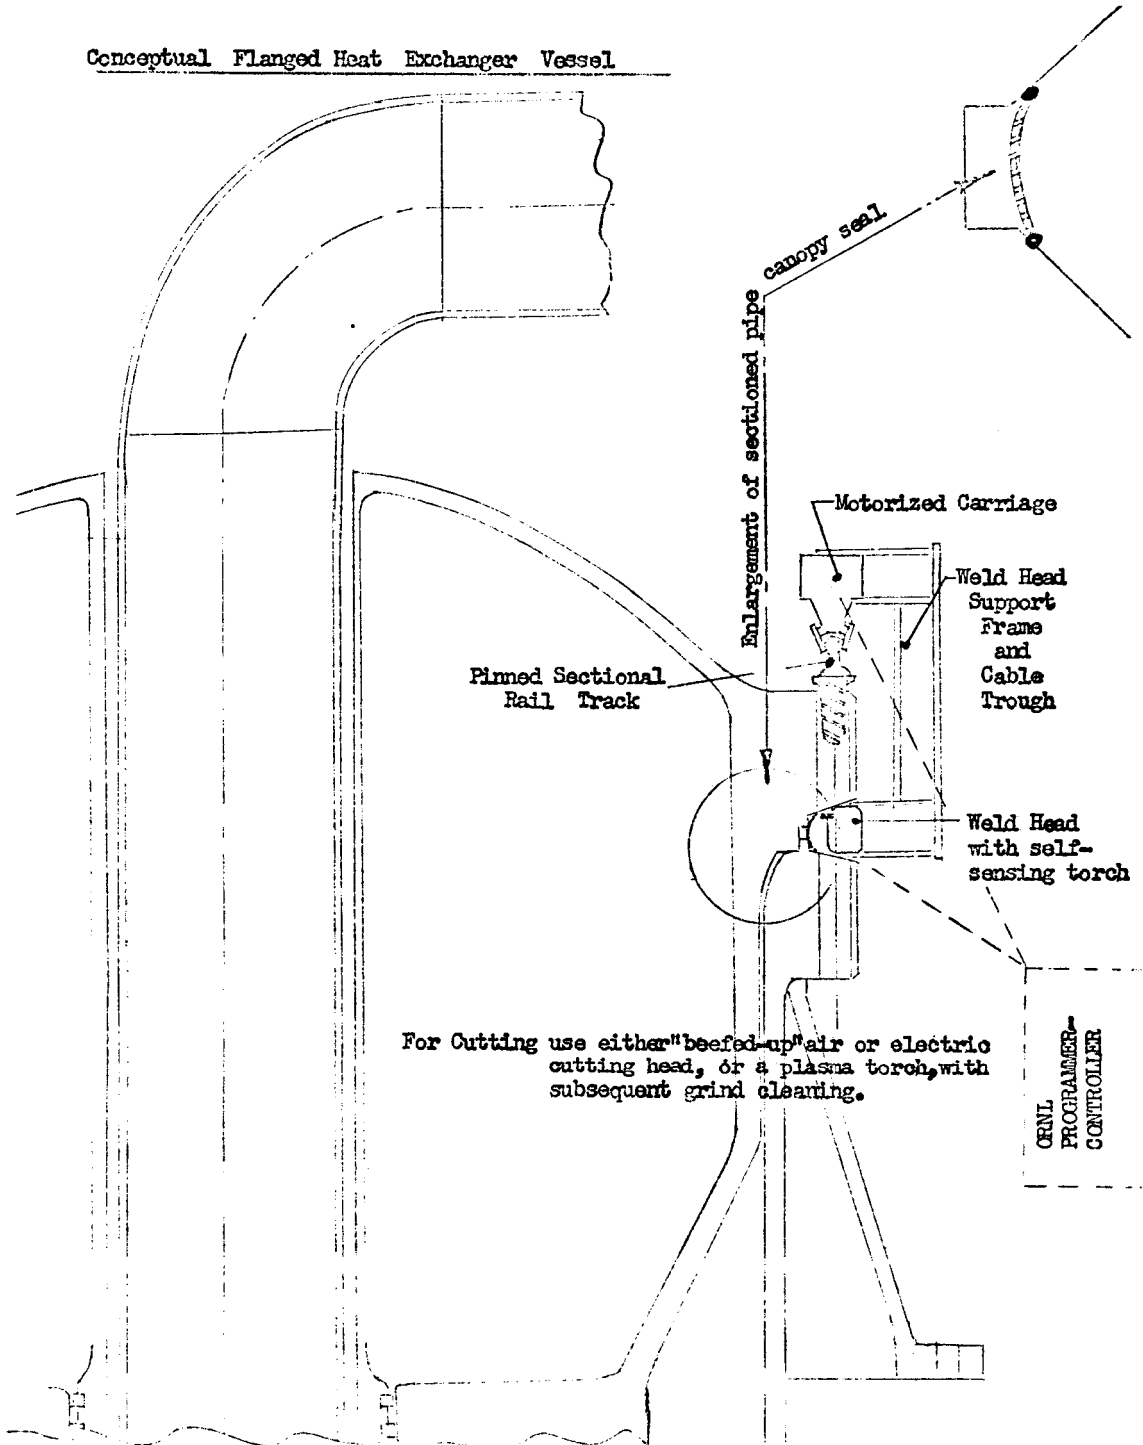 Conceptual Flanged Heat Exchanger Vessel
canopy seal
Enlargement of sectioned pipe
Motorized Carriage
Weld Head
Support
Frame
and
Cable
Trough
Pinned Sectional
Rail Track
Weld Head
with self-
sensing torch
For Cutting use either "beefed-up" air or electric
cutting head, or a plasma torch, with
subsequent grind cleaning.
ORNL
PROGRAMMER-
CONTROLLER